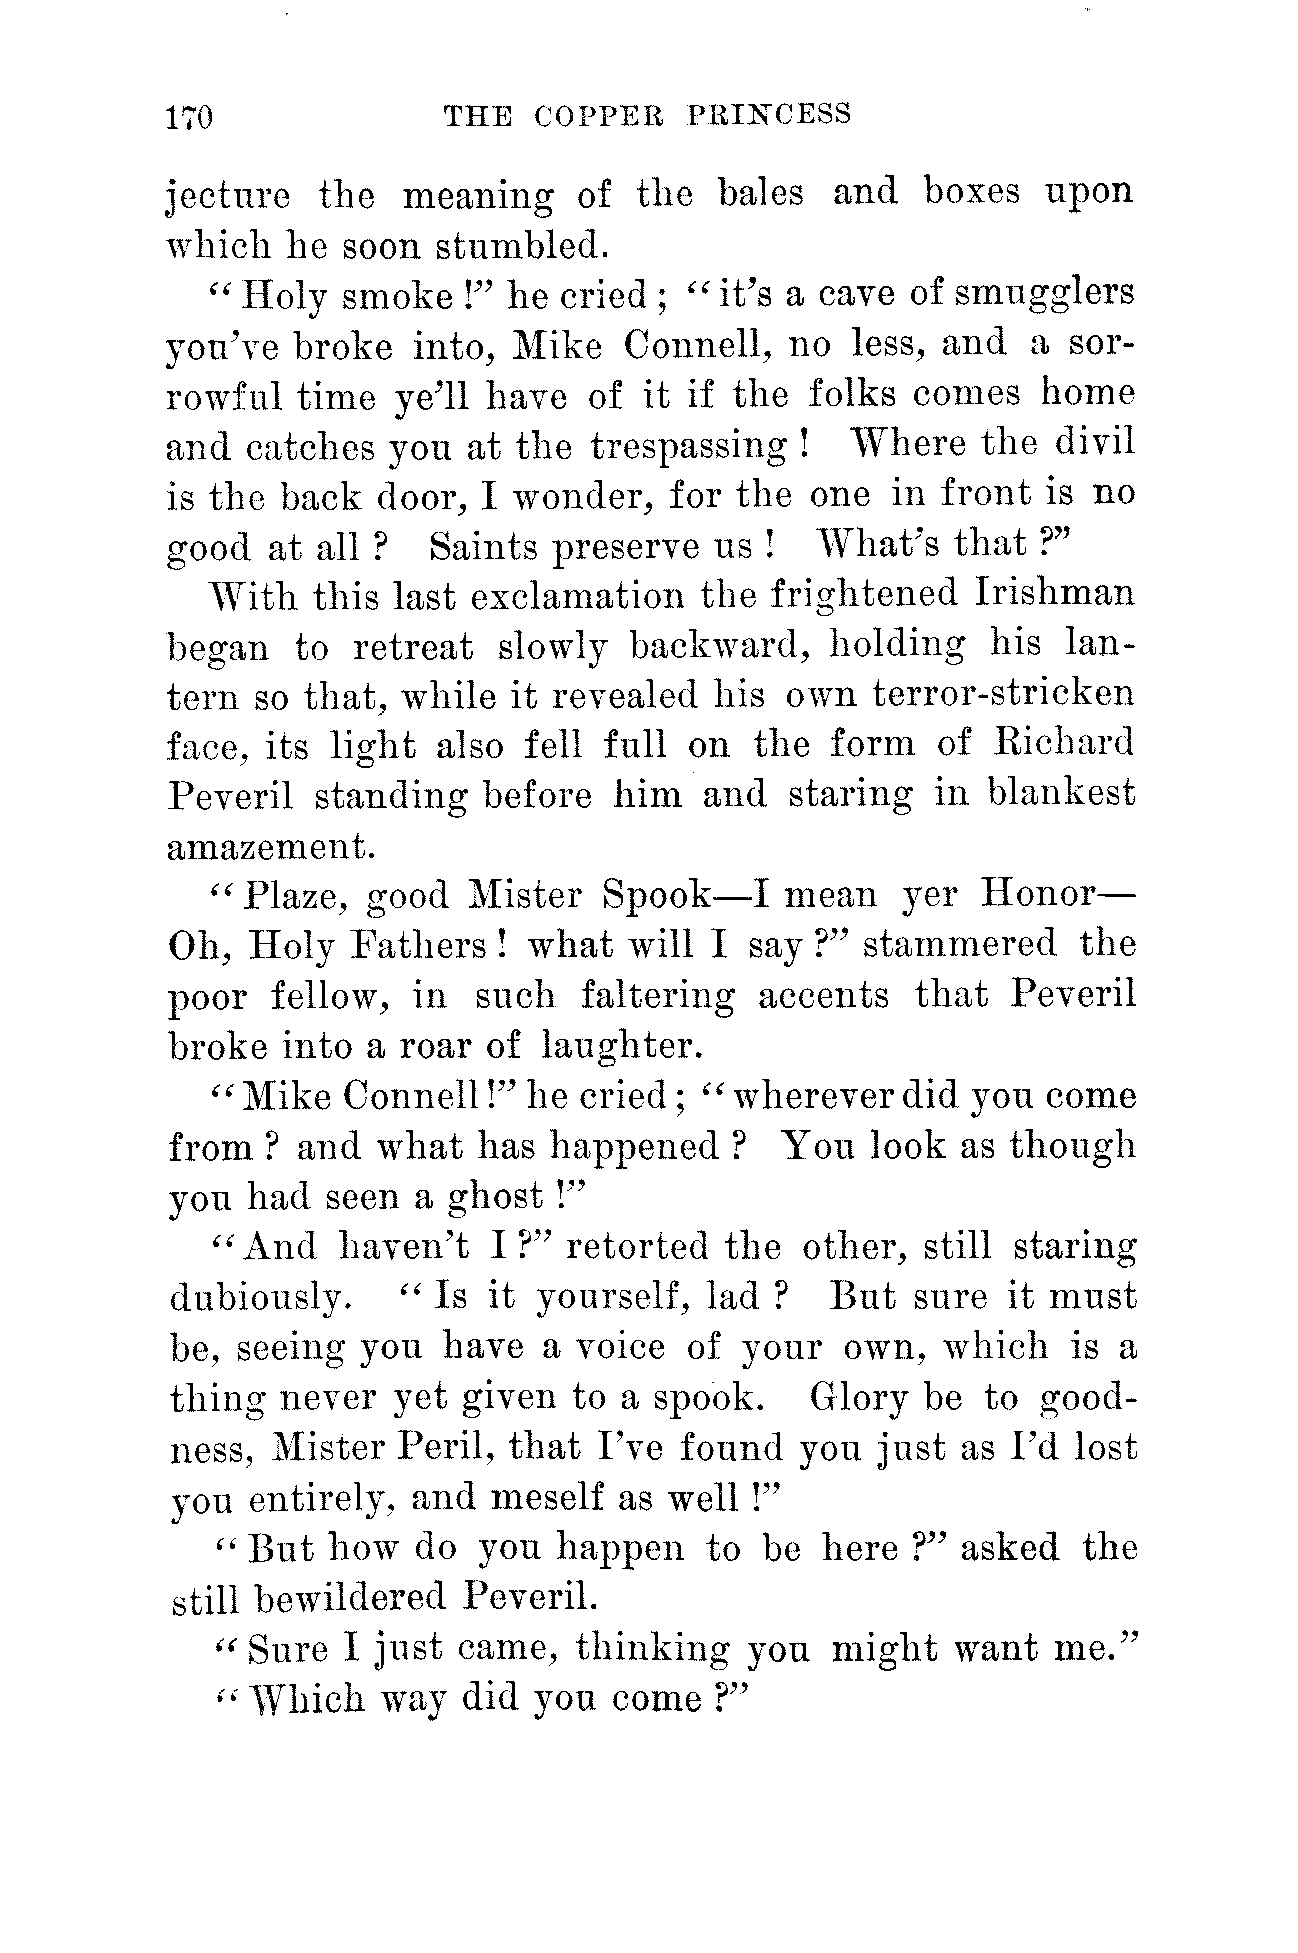 170 THE COPPER PRINCESS
jecture the meaning of the bales and boxes upon
which he soon stumbled.
“Holy smoke!” he cried; “it’s a cave of smugglers
you’ve broke into, Mike Connell, no less, and a sor-
rowful time ye’ll have of it if the folks comes home
and catches you at the trespassing! Where the divil
is the back door, I wonder, for the one in front is no
good at all? Saints preserve us! What’s that?”
With this last exclamation the frightened Irishman
began to retreat slowly backward, holding his lan-
tern so that, while it revealed his own terror-stricken
face, its light also fell full on the form of Richard
Peveril standing before him and staring in blankest
amazement.
“Plaze, good Mister Spook—I mean yer Honor—
Oh, Holy Fathers! what will I say?” stammered the
poor fellow, in such faltering accents that Peveril
broke into a roar of laughter.
“Mike Connell!” he cried; “wherever did you come
from? and what has happened? You look as though
you had seen a ghost!”
“And haven’t I?” retorted the other, still staring
dubiously. “Is it yourself, lad? But sure it must
be, seeing you have a voice of your own, which is a
thing never yet given to a spook. Glory be to good-
ness, Mister Peril, that I’ve found you just as I’d lost
you entirely, and meself as well!”
“But how do you happen to be here?” asked the
still bewildered Peveril.
“Sure I just came, thinking you might want me.”
“Which way did you come?”